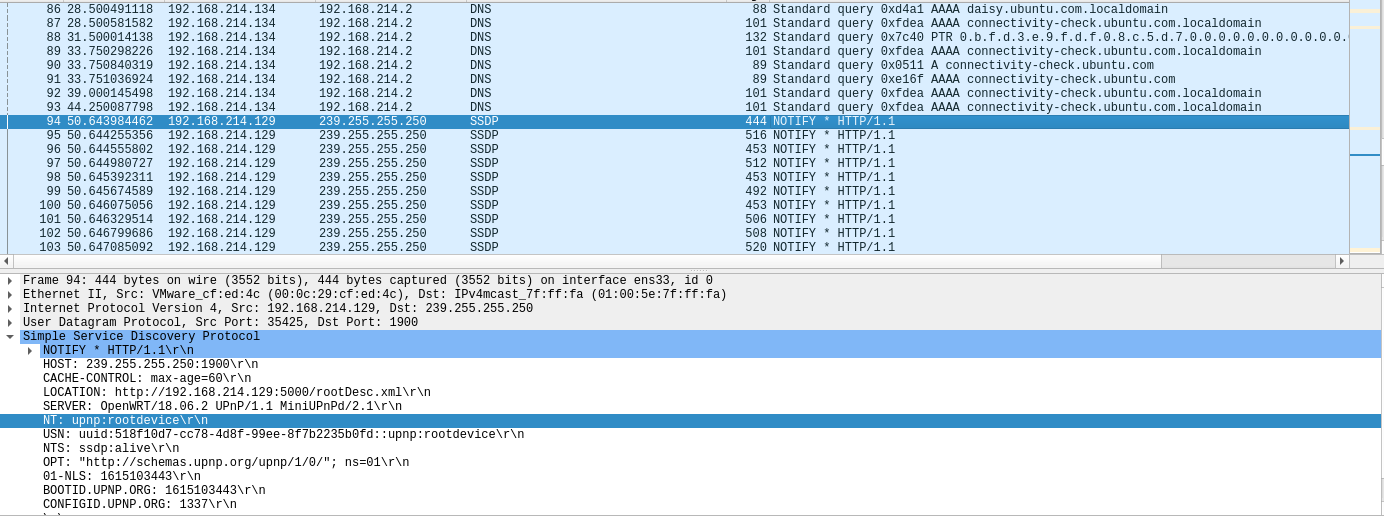 86 28.500491118 192.168.214.134 192.168.214.2 DNS 88 Standard query 0xd4a1 AAAA daisy.ubuntu.com.localdomain
87 28.500581582 192.168.214.134 192.168.214.2 DNS 101 Standard query 0xfdea AAAA connectivity-check.ubuntu.com.localdomain
88 31.500014138 192.168.214.134 192.168.214.2 DNS 132 Standard query 0x7c40 PTR 0.b.f.d.3.e.9.f.d.f.0.8.c.5.d.7.0.0.0.0.0.0.0.0.0.0.0.
89 33.750298226 192.168.214.134 192.168.214.2 DNS 101 Standard query 0xfdea AAAA connectivity-check.ubuntu.com.localdomain
90 33.750840319 192.168.214.134 192.168.214.2 DNS 89 Standard query 0x0511 A connectivity-check.ubuntu.com
91 33.751036924 192.168.214.134 192.168.214.2 DNS 89 Standard query 0xe16f AAAA connectivity-check.ubuntu.com
92 39.000145498 192.168.214.134 192.168.214.2 DNS 101 Standard query 0xfdea AAAA connectivity-check.ubuntu.com.localdomain
93 44.250087798 192.168.214.134 192.168.214.2 DNS 101 Standard query 0xfdea AAAA connectivity-check.ubuntu.com.localdomain
94 50.643984462 192.168.214.129 239.255.255.250 SSDP 444 NOTIFY * HTTP/1.1
95 50.644255356 192.168.214.129 239.255.255.250 SSDP 516 NOTIFY * HTTP/1.1
96 50.644555802 192.168.214.129 239.255.255.250 SSDP 453 NOTIFY * HTTP/1.1
97 50.644980727 192.168.214.129 239.255.255.250 SSDP 512 NOTIFY * HTTP/1.1
98 50.645392311 192.168.214.129 239.255.255.250 SSDP 453 NOTIFY * HTTP/1.1
99 50.645674589 192.168.214.129 239.255.255.250 SSDP 492 NOTIFY * HTTP/1.1
100 50.646075056 192.168.214.129 239.255.255.250 SSDP 453 NOTIFY * HTTP/1.1
101 50.646329514 192.168.214.129 239.255.255.250 SSDP 506 NOTIFY * HTTP/1.1
102 50.646799686 192.168.214.129 239.255.255.250 SSDP 508 NOTIFY * HTTP/1.1
103 50.647085092 192.168.214.129 239.255.255.250 SSDP 520 NOTIFY * HTTP/1.1
Frame 94: 444 bytes on wire (3552 bits), 444 bytes captured (3552 bits) on interface ens33, id 0
Ethernet II, Src: VMware_cf:ed:4c (00:0c:29:cf:ed:4c), Dst: IPv4mcast_7f:ff:fa (01:00:5e:7f:ff:fa)
Internet Protocol Version 4, Src: 192.168.214.129, Dst: 239.255.255.250
User Datagram Protocol, Src Port: 35425, Dst Port: 1900
Simple Service Discovery Protocol
NOTIFY * HTTP/1.1\r\n
HOST: 239.255.255.250:1900\r\n
CACHE-CONTROL: max-age=60\r\n
LOCATION: http://192.168.214.129:5000/rootDesc.xml\r\n
SERVER: OpenWRT/18.06.2 UPnP/1.1 MiniUPnPd/2.1\r\n
NT: upnp:rootdevice\r\n
USN: uuid:518f10d7-cc78-4d8f-99ee-8f7b2235b0fd::upnp:rootdevice\r\n
NTS: ssdp:alive\r\n
OPT: "http://schemas.upnp.org/upnp/1/0/"; ns=01\r\n
01-NLS: 1615103443\r\n
BOOTID.UPNP.ORG: 1615103443\r\n
CONFIGID.UPNP.ORG: 1337\r\n